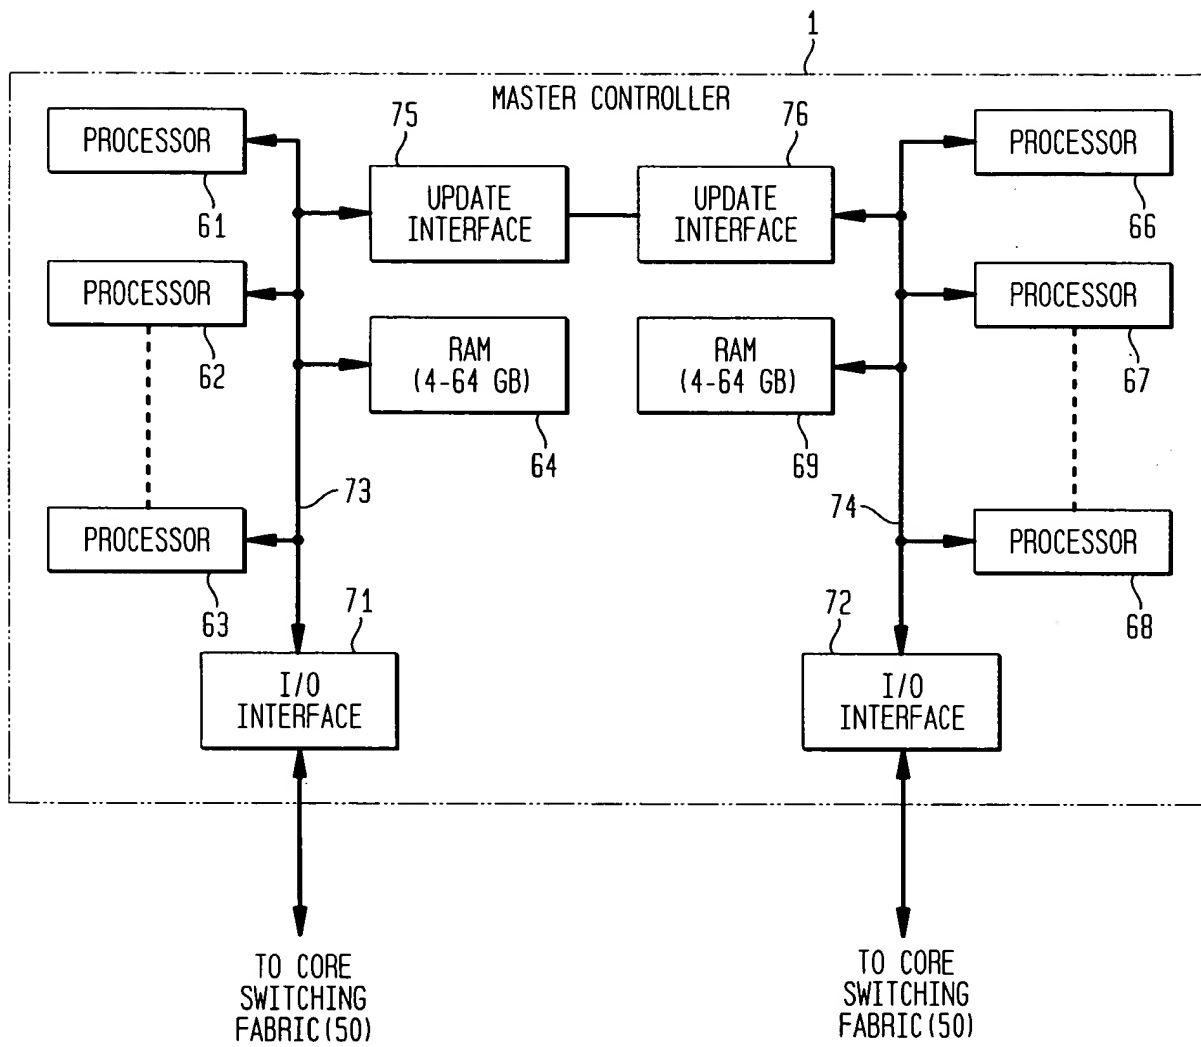 1
MASTER CONTROLLER
PROCESSOR
61
75
UPDATE
INTERFACE
76
UPDATE
INTERFACE
PROCESSOR
66
PROCESSOR
62
RAM
(4-64 GB)
64
RAM
(4-64 GB)
69
PROCESSOR
67
73
74
PROCESSOR
63
PROCESSOR
68
71
I/O
INTERFACE
72
I/O
INTERFACE
TO CORE
SWITCHING
FABRIC(50)
TO CORE
SWITCHING
FABRIC(50)